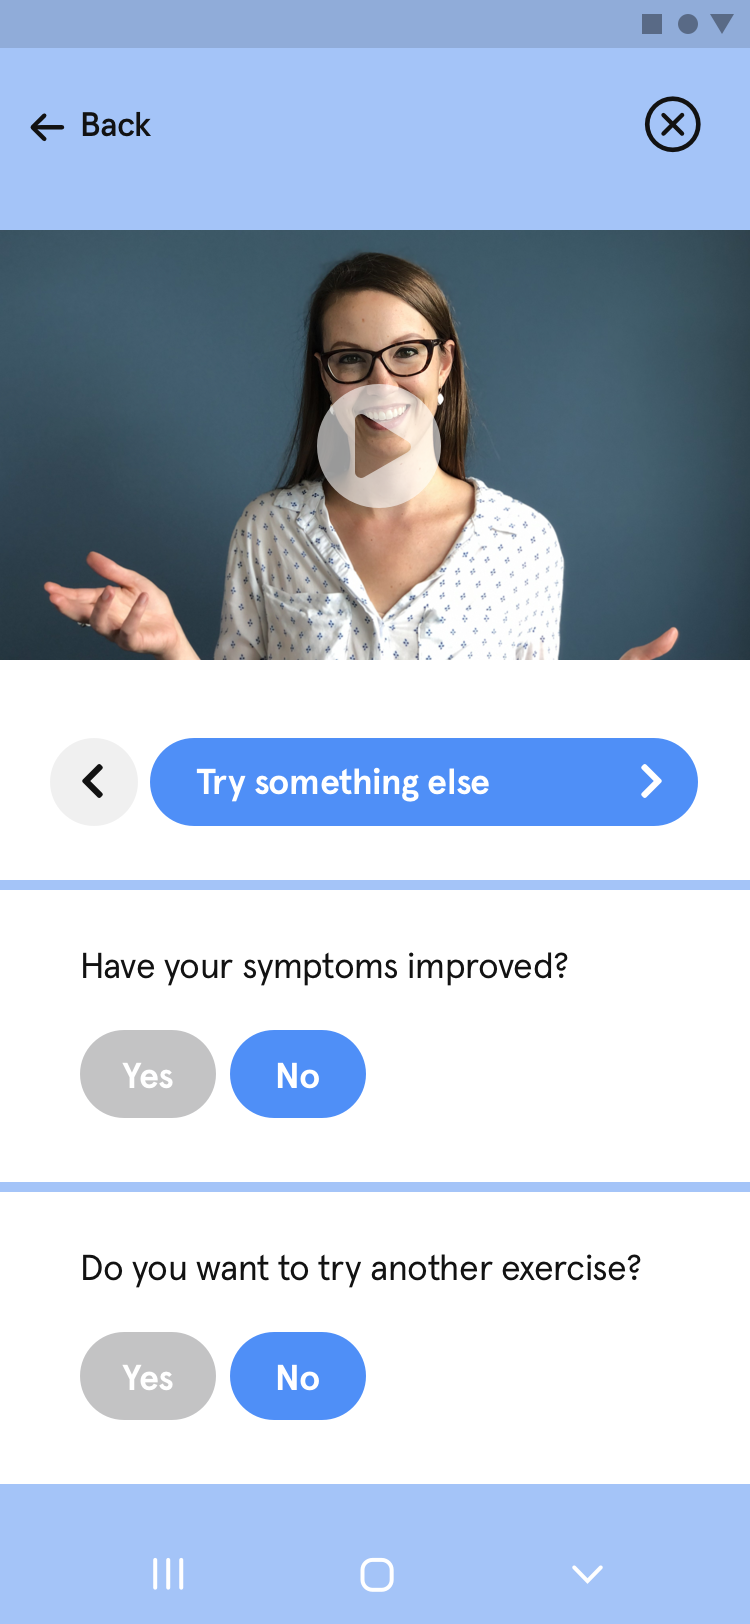 Back
Try something else
Have your symptoms improved?
Yes No
Do you want to try another exercise?
Yes No